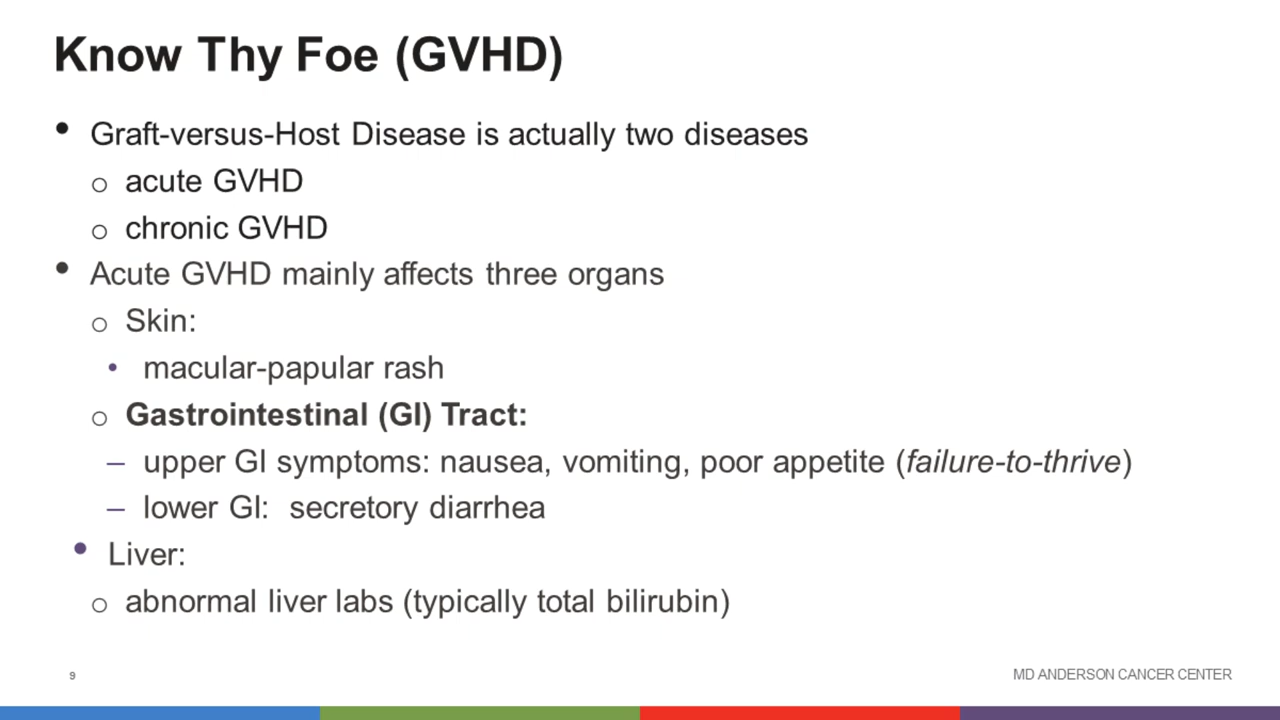 Know Thy Foe (GVHD)
• Graft-versus-Host Disease is actually two diseases
o acute GVHD
o chronic GVHD
• Acute GVHD mainly affects three organs
o Skin:
• macular-papular rash
o Gastrointestinal (GI) Tract:
– upper GI symptoms: nausea, vomiting, poor appetite (failure-to-thrive)
– lower GI: secretory diarrhea
• Liver:
o abnormal liver labs (typically total bilirubin)
9
MD ANDERSON CANCER CENTER